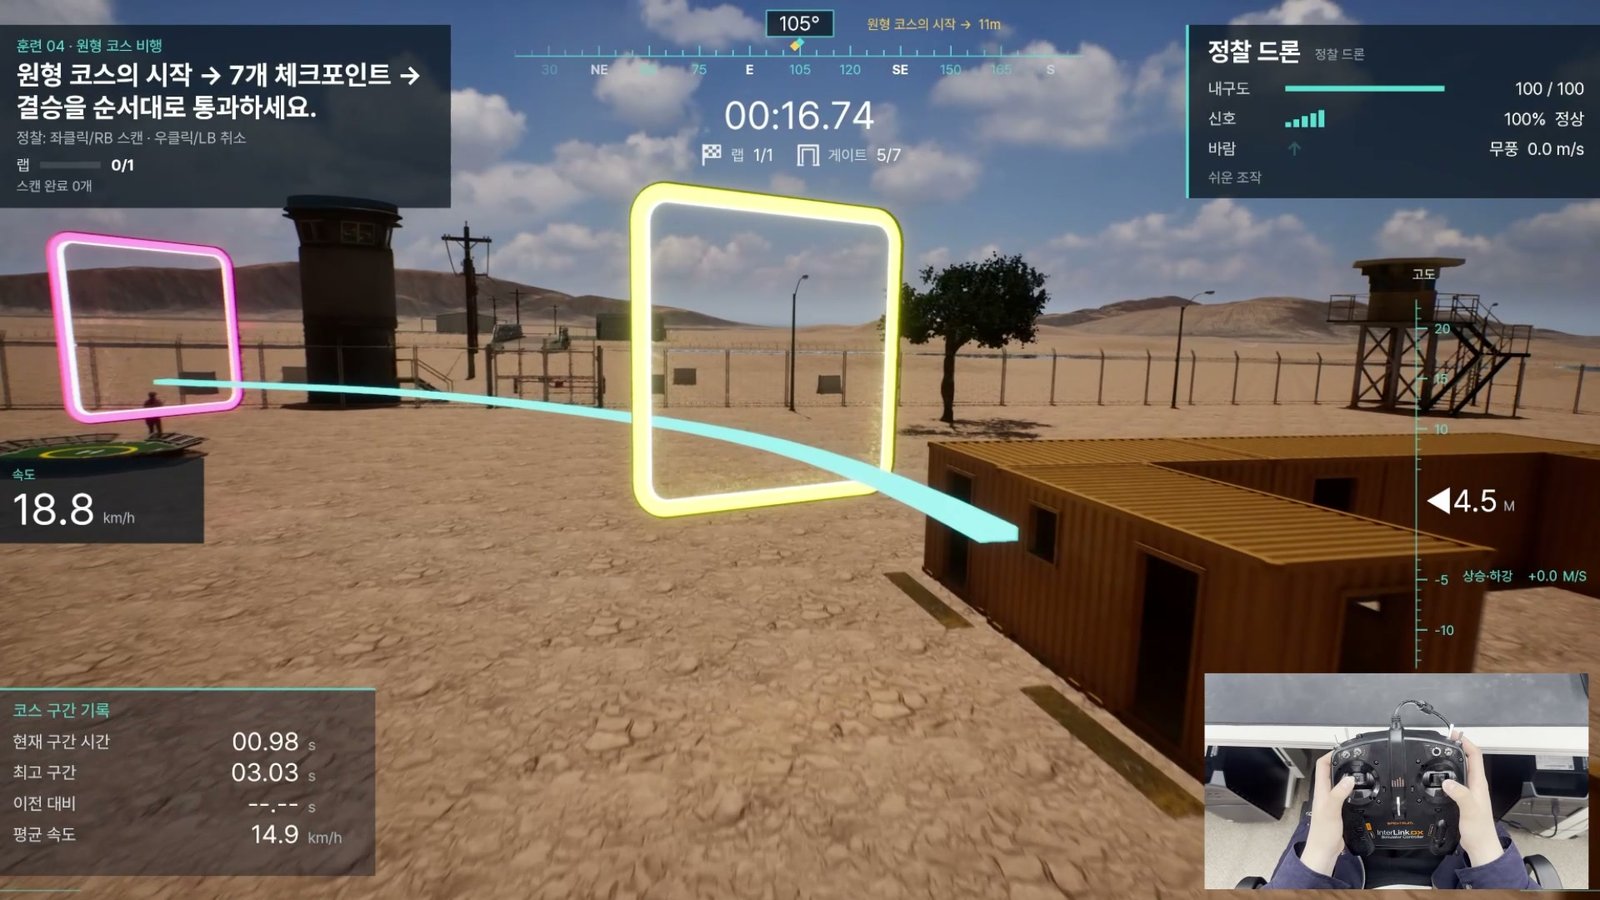 훈련 04 · 원형 코스 비행
원형 코스의 시작 → 7개 체크포인트 →
결승을 순서대로 통과하세요.
정찰: 좌클릭/RB 스캔 · 우클릭/LB 취소
랩 0/1
스캔 완료 0개
105°
원형 코스의 시작 → 11m
30 NE 75 E 105 120 SE 150 165 S
00:16.74
랩 1/1 게이트 5/7
정찰 드론 정찰 드론
내구도 100 / 100
신호 100% 정상
바람 무풍 0.0 m/s
쉬운 조작
고도
20
15
10
4.5 M
-5 상승·하강 +0.0 M/S
-10
속도
18.8 km/h
코스 구간 기록
현재 구간 시간 00.98 s
최고 구간 03.03 s
이전 대비 --.-- s
평균 속도 14.9 km/h
InterLink DX